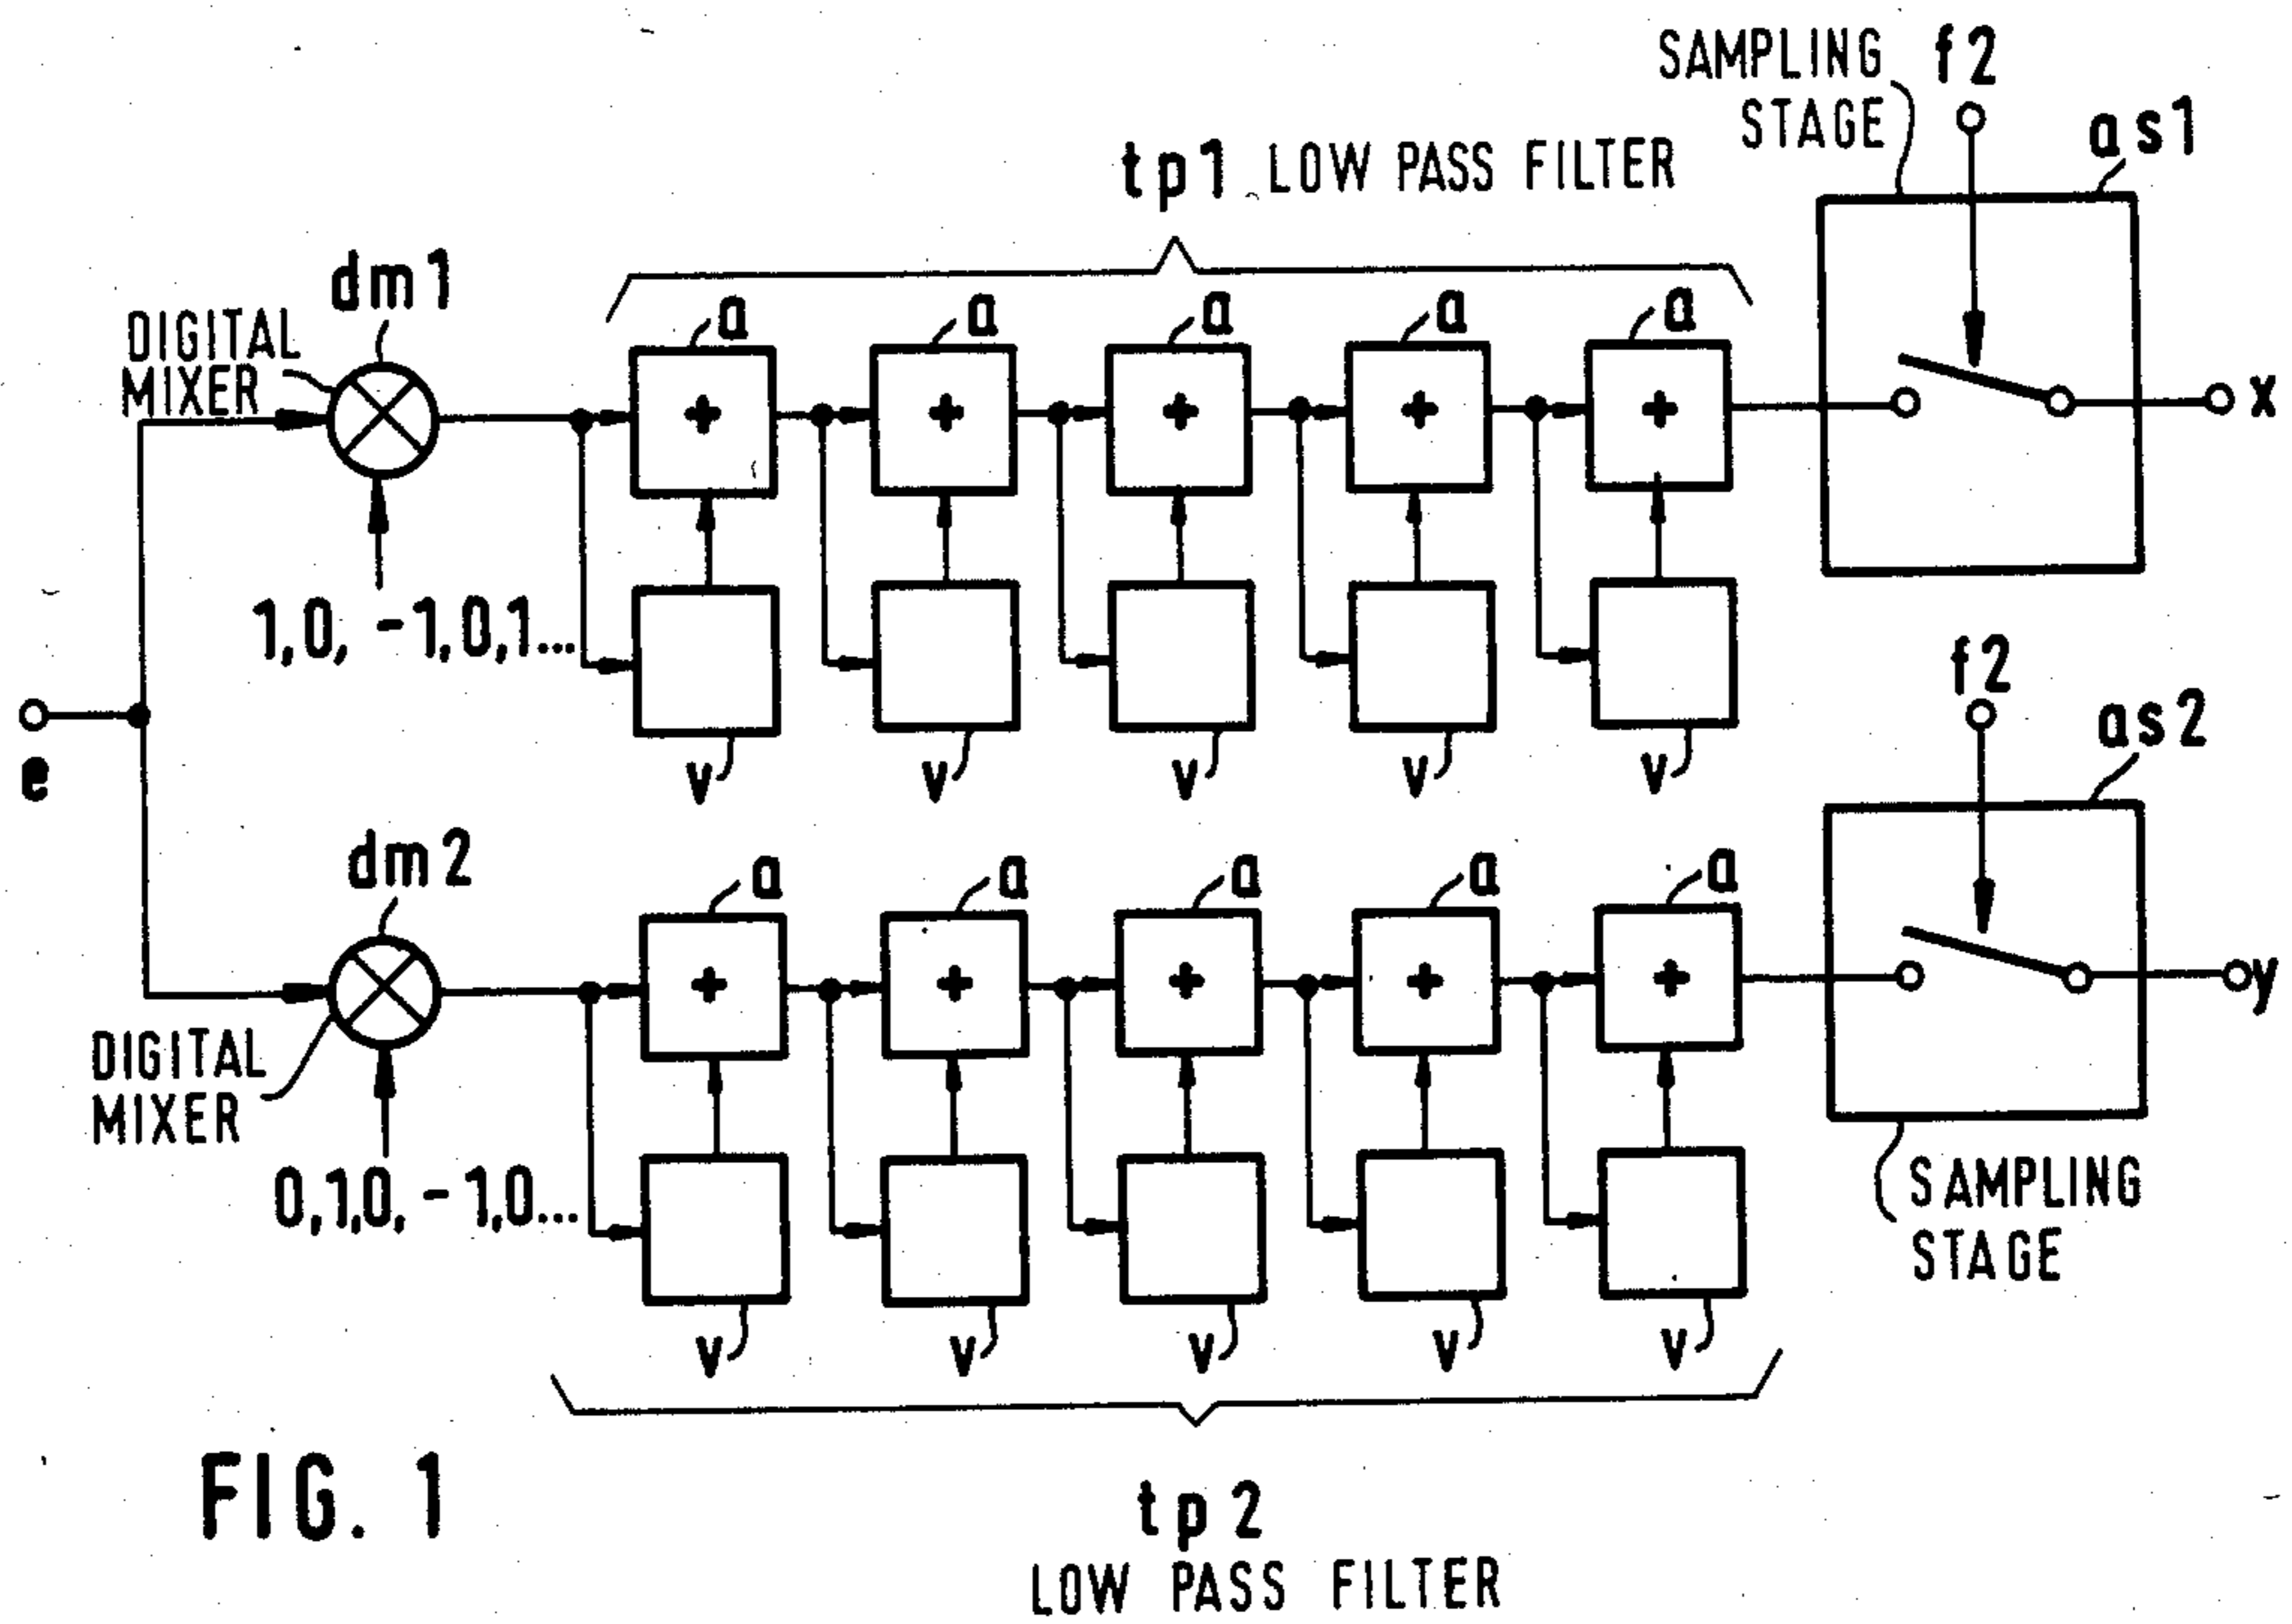 SAMPLING f2
STAGE
as1
tp1 LOW PASS FILTER
dm1
DIGITAL
MIXER
a a a a a
+ + + + +
x
1,0, -1,0,1...
v v v v v
e
f2
as2
dm2
a a a a a
+ + + + +
y
DIGITAL
MIXER
0,1,0, -1,0...
v v v v v
SAMPLING
STAGE
FIG. 1
tp2
LOW PASS FILTER